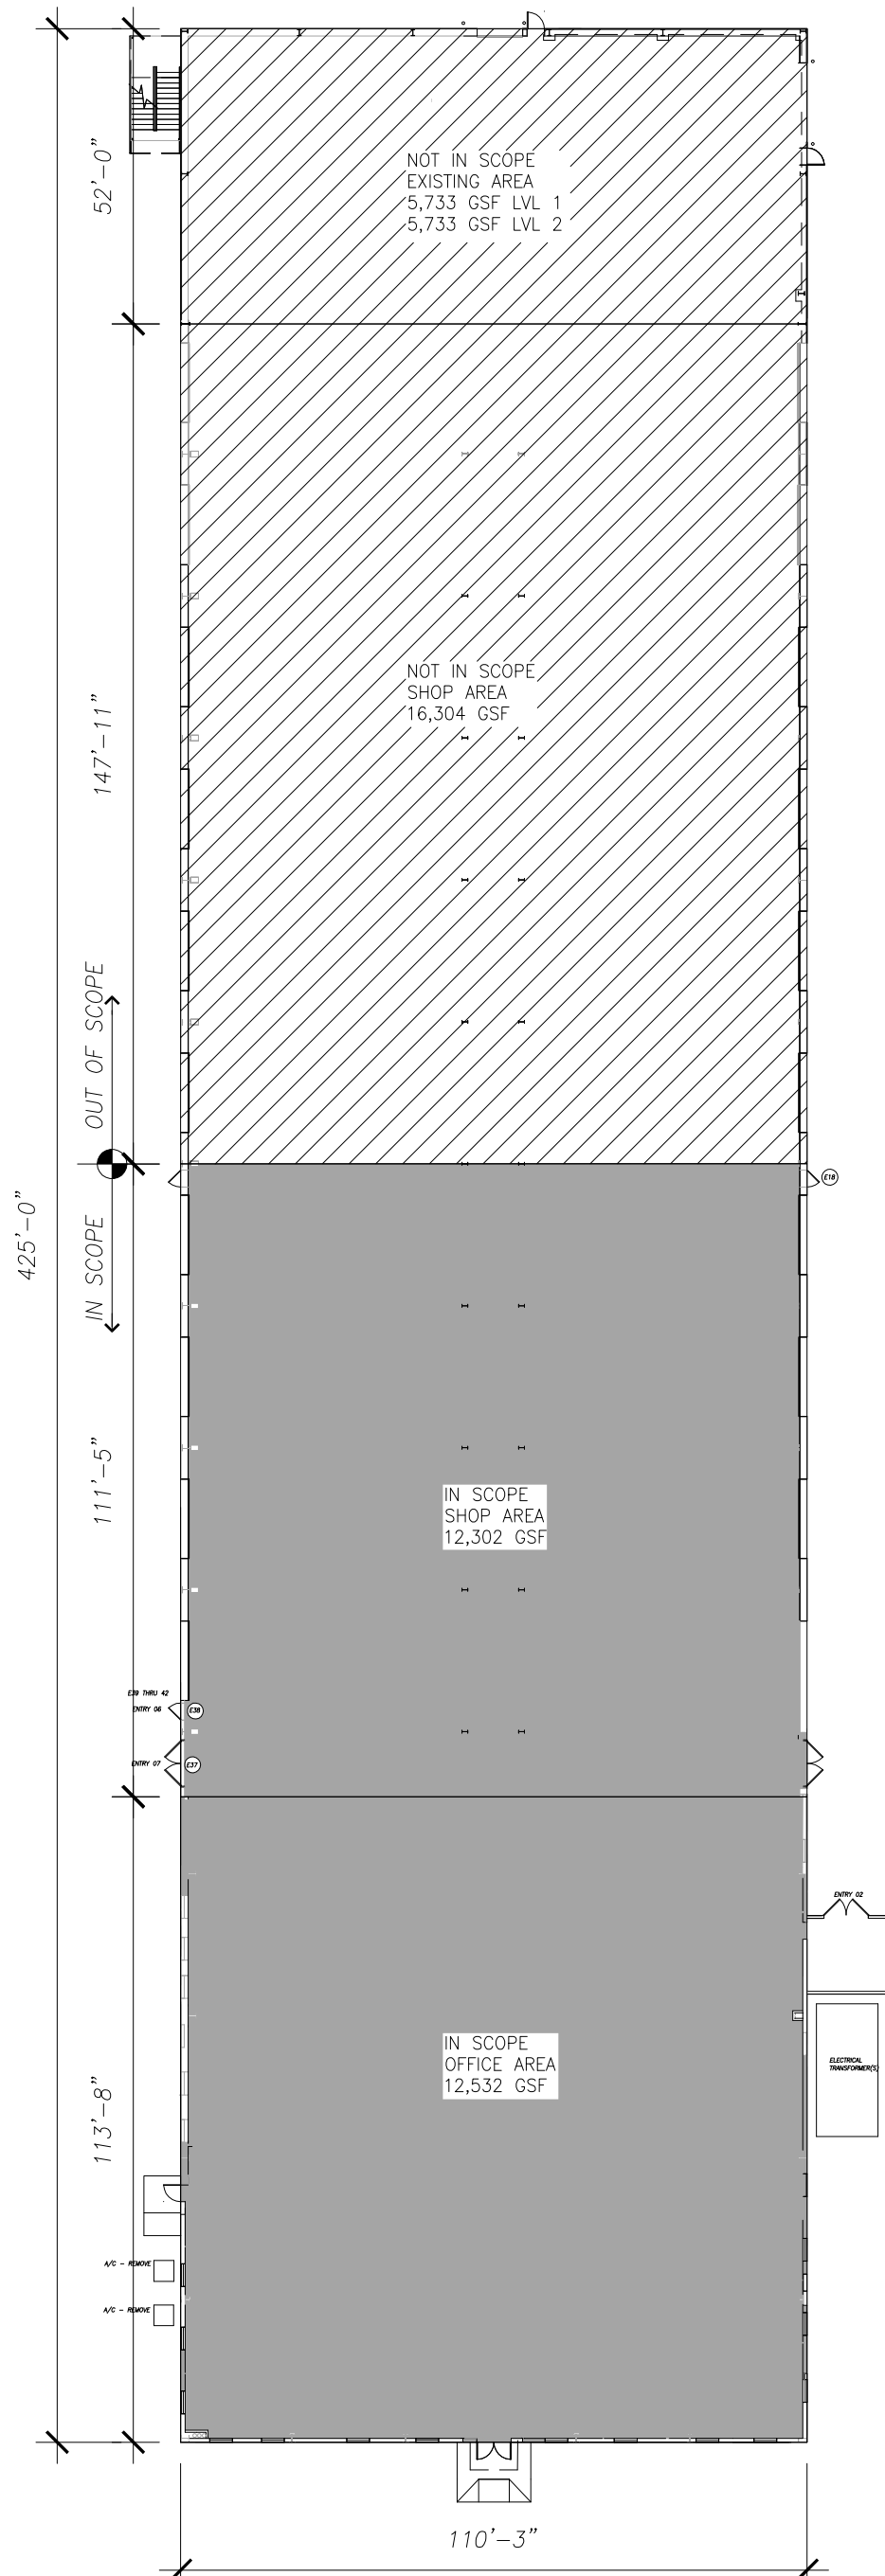 NOT IN SCOPE
EXISTING AREA
5,733 GSF LVL 1
5,733 GSF LVL 2
52'-0"
NOT IN SCOPE
SHOP AREA
16,304 GSF
147'-11"
OUT OF SCOPE
IN SCOPE
425'-0"
E18
111'-5"
IN SCOPE
SHOP AREA
12,302 GSF
E39 THRU 42
ENTRY 06
E38
ENTRY 07
E37
ENTRY 02
IN SCOPE
OFFICE AREA
12,532 GSF
ELECTRICAL
TRANSFORMER(S)
113'-8"
A/C - REMOVE
A/C - REMOVE
110'-3"